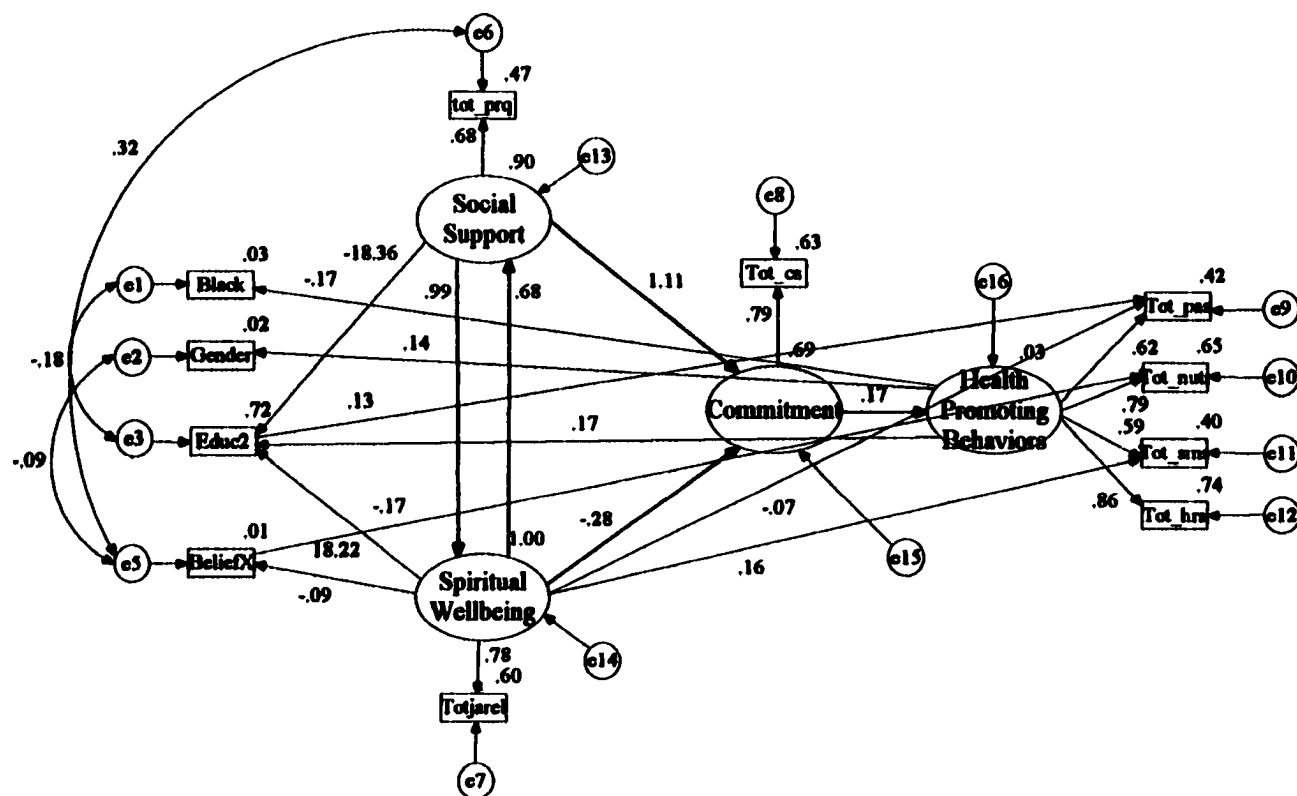 e6
.47
tot_prq
.68
.32
.90
e13
Social
Support
e8
.63
Tot_cs
.79
1.11
-18.36
.03
-.17
e1
Black
.99
.68
e16
.42
Tot_pas
e9
.02
e2
Gender
.14
.69
.03
.62
.65
Tot_nut
e10
-.18
Commitment
.17
Health
Promoting
Behaviors
.79
.59
.72
.13
e3
Educ2
.17
.40
e11
-.09
-.17
-.28
-.07
.86
.74
Tot_hrs
e12
.01
18.22
1.00
e5
BeliefX
-.09
Spiritual
Wellbeing
.16
e15
e14
.78
.60
Totjarel
e7